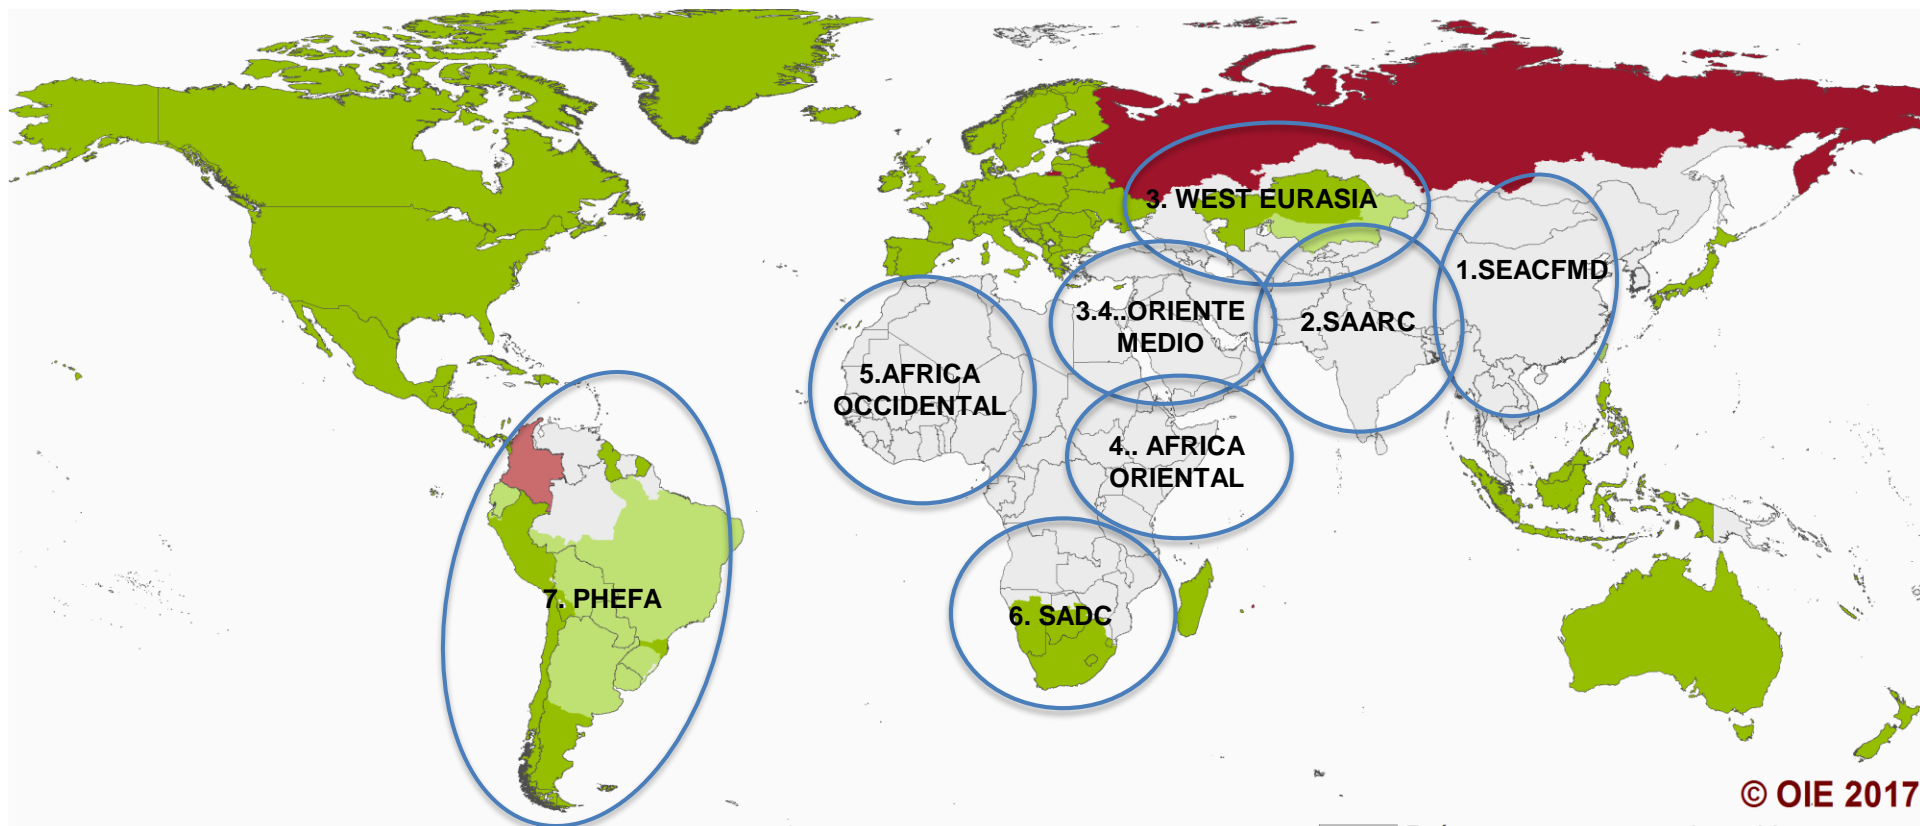 3. WEST EURASIA
1.SEACFMD
3.4..ORIENTE
MEDIO
2.SAARC
5.AFRICA
OCCIDENTAL
4.. AFRICA
ORIENTAL
7. PHEFA
6. SADC
© OIE 2017